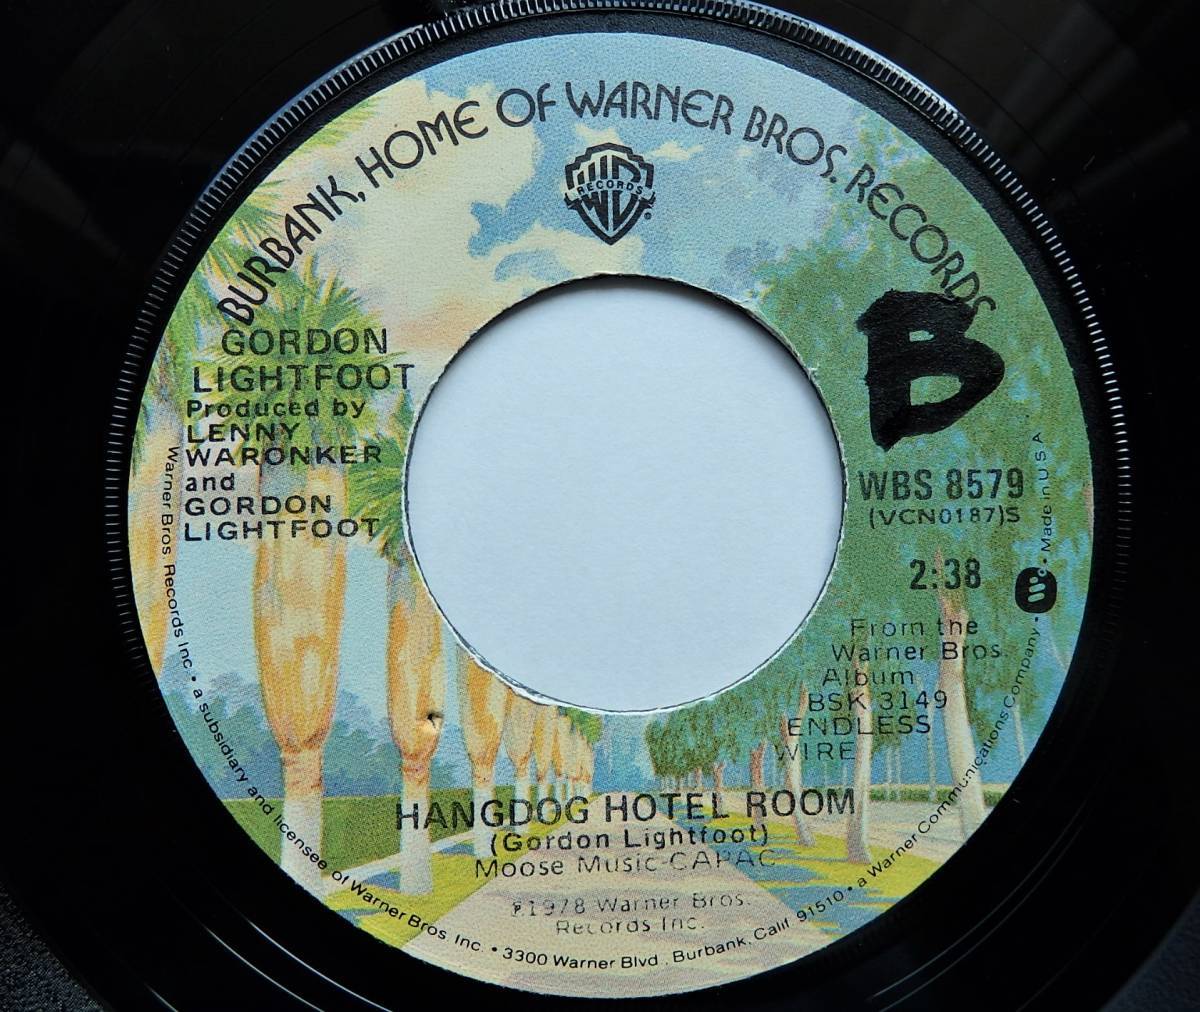 BURBANK, HOME OF WARNER BROS. RECORDS
RECORDS
B
GORDON
LIGHTFOOT
Produced by
LENNY
WARONKER
and
GORDON
LIGHTFOOT
WBS 8579
(VCN0187)S
2:38
From the
Warner Bros.
Album
BSK 3149
ENDLESS
WIRE
HANGDOG HOTEL ROOM
(Gordon Lightfoot)
Moose Music-CAPAC
℗1978 Warner Bros.
Records Inc.
Warner Bros. Records Inc. • a subsidiary and licensee of Warner Bros. Inc. • 3300 Warner Blvd., Burbank, Calif. 91510 • a Warner Communications Company • Made in U.S.A.